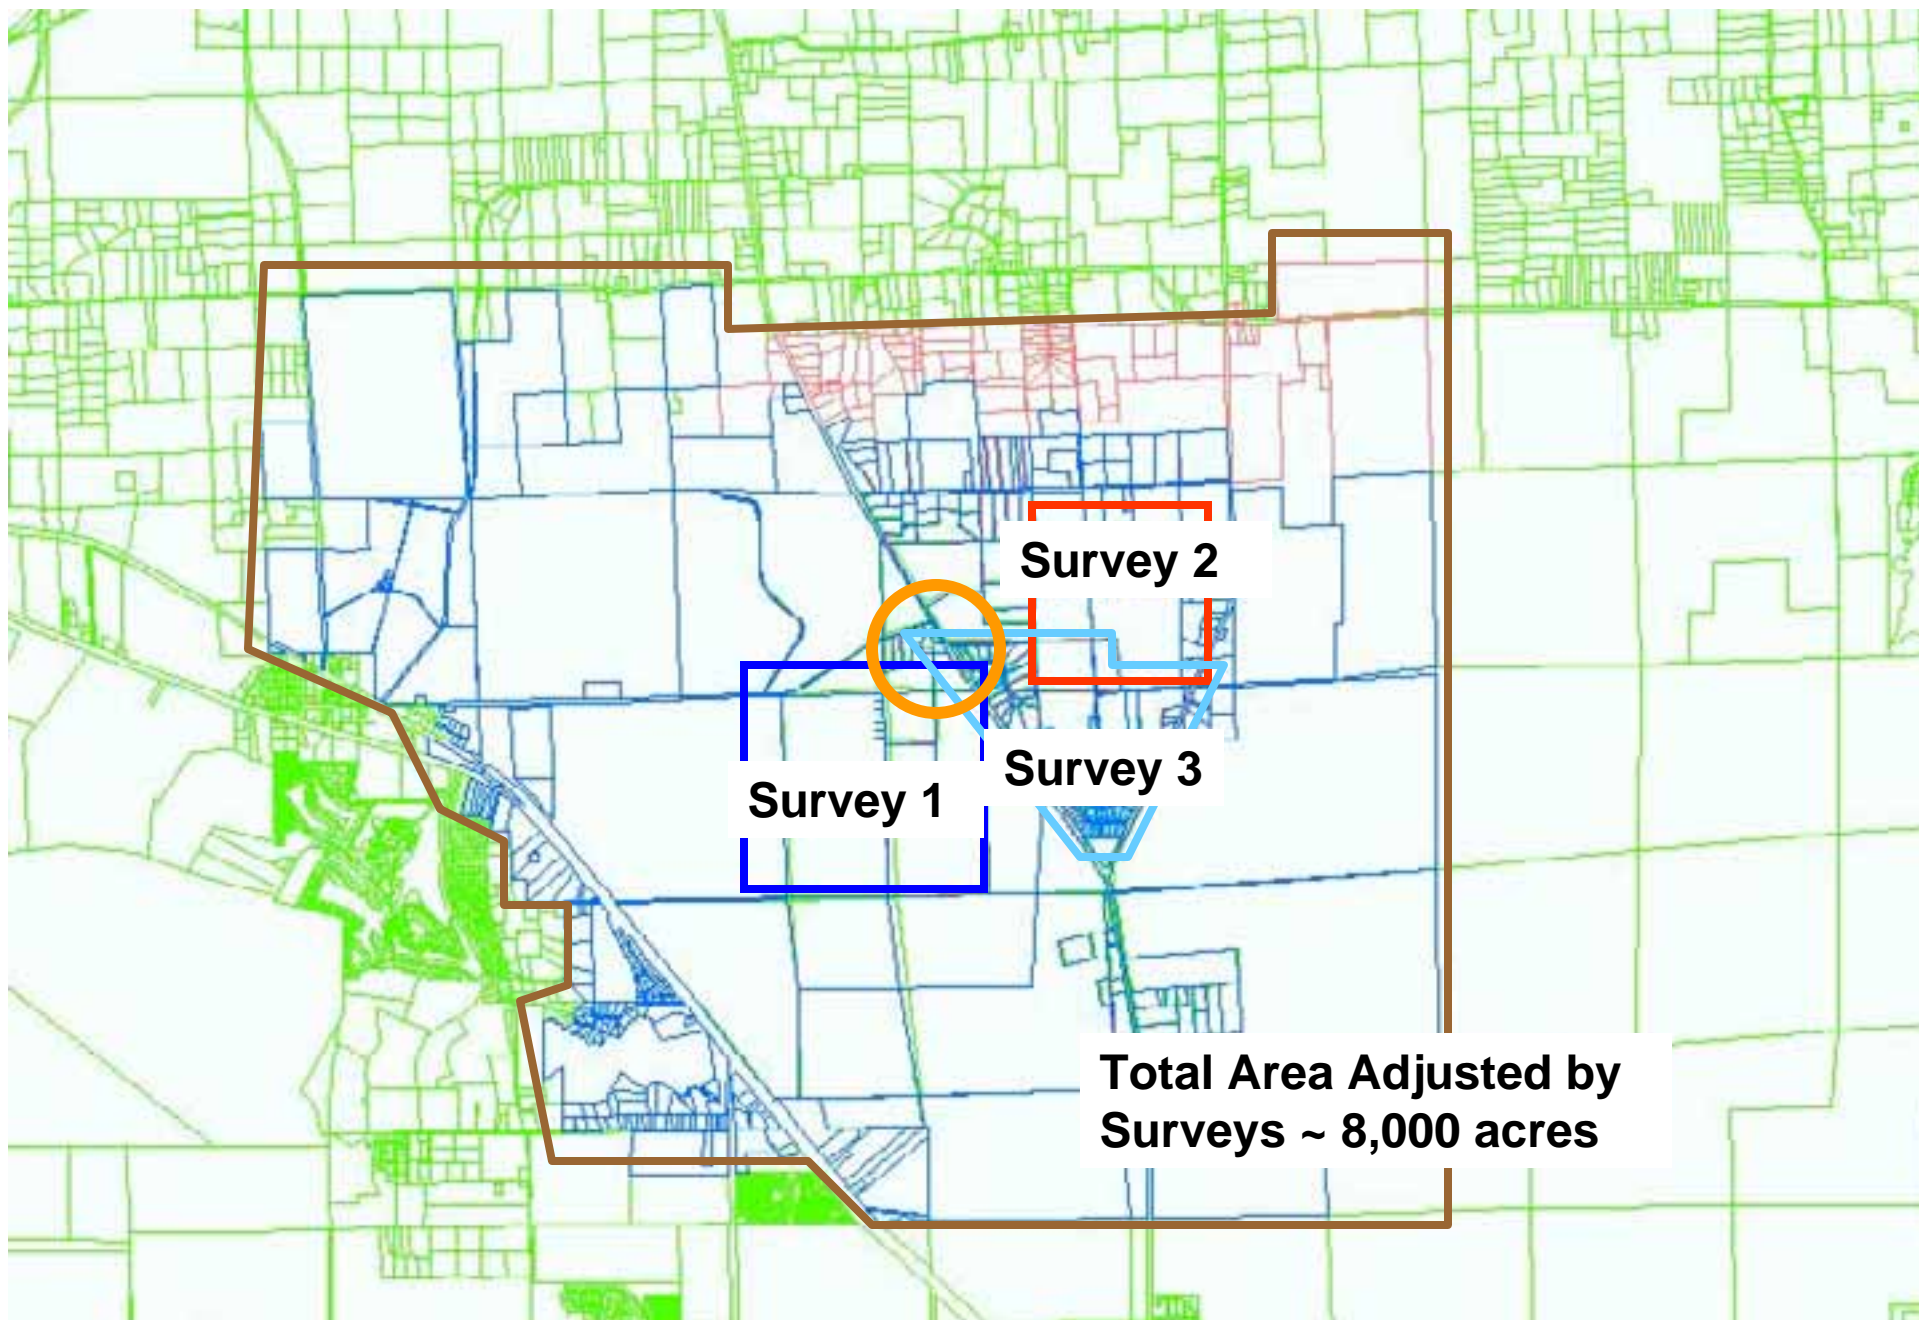 Survey 2
Survey 3
Survey 1
Total Area Adjusted by
Surveys ~ 8,000 acres